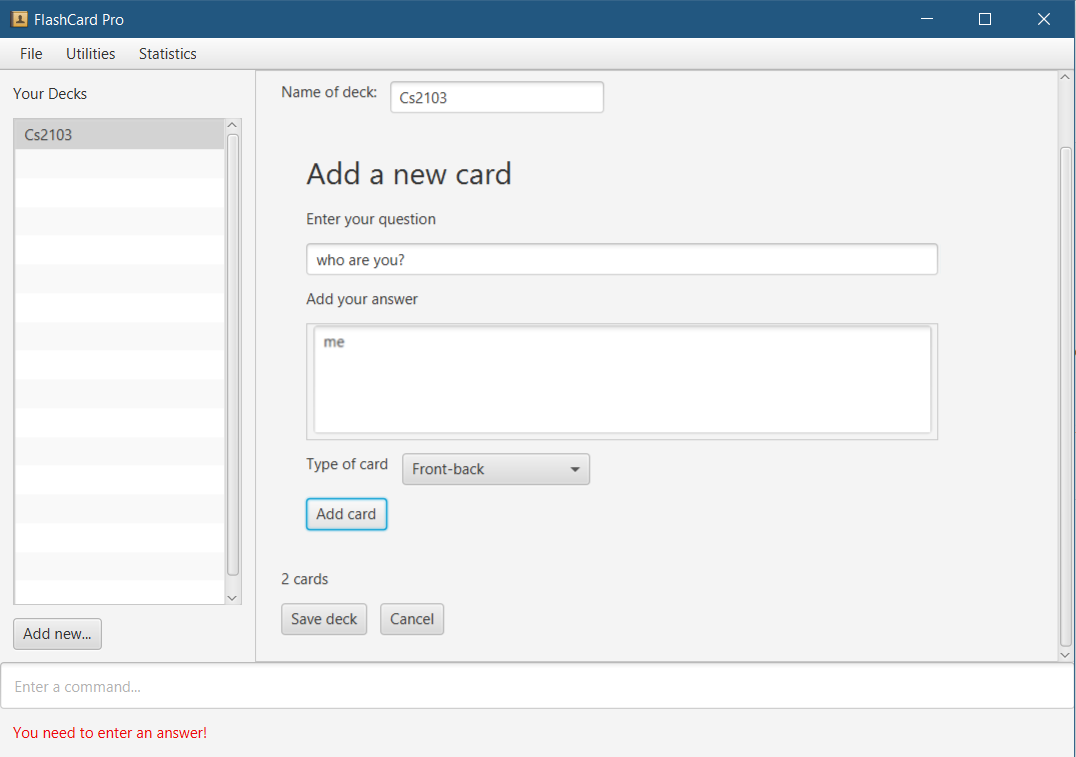 FlashCard Pro
File Utilities Statistics
Your Decks
Cs2103
Add new...
Name of deck: Cs2103
Add a new card
Enter your question
who are you?
Add your answer
me
Type of card Front-back
Add card
2 cards
Save deck Cancel
Enter a command...
You need to enter an answer!